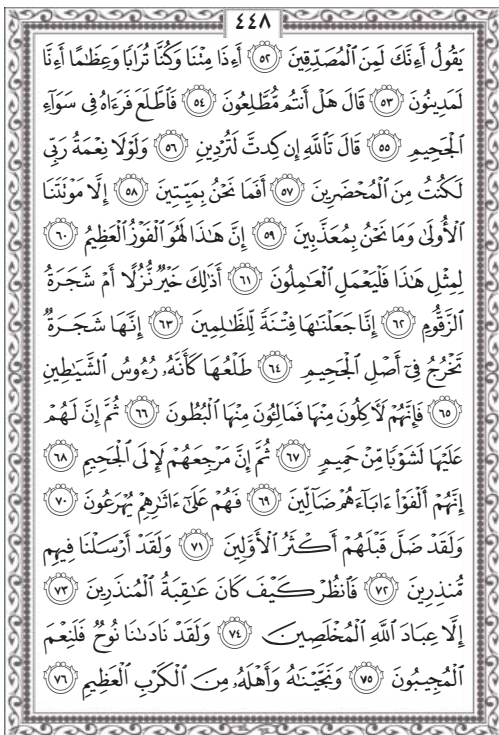 ٤٤٨
يَقُولُ أَءِنَّكَ لَمِنَ ٱلْمُصَدِّقِينَ ٥٢ أَءِذَا مِتْنَا وَكُنَّا تُرَابًا وَعِظَٰمًا أَءِنَّا
لَمَدِينُونَ ٥٣ قَالَ هَلْ أَنتُم مُّطَّلِعُونَ ٥٤ فَٱطَّلَعَ فَرَءَاهُ فِى سَوَآءِ
ٱلْجَحِيمِ ٥٥ قَالَ تَٱللَّهِ إِن كِدتَّ لَتُرْدِينِ ٥٦ وَلَوْلَا نِعْمَةُ رَبِّى
لَكُنتُ مِنَ ٱلْمُحْضَرِينَ ٥٧ أَفَمَا نَحْنُ بِمَيِّتِينَ ٥٨ إِلَّا مَوْتَتَنَا
ٱلْأُولَىٰ وَمَا نَحْنُ بِمُعَذَّبِينَ ٥٩ إِنَّ هَٰذَا لَهُوَ ٱلْفَوْزُ ٱلْعَظِيمُ ٦٠
لِمِثْلِ هَٰذَا فَلْيَعْمَلِ ٱلْعَٰمِلُونَ ٦١ أَذَٰلِكَ خَيْرٌ نُّزُلًا أَمْ شَجَرَةُ
ٱلزَّقُّومِ ٦٢ إِنَّا جَعَلْنَٰهَا فِتْنَةً لِّلظَّٰلِمِينَ ٦٣ إِنَّهَا شَجَرَةٌ
تَخْرُجُ فِىٓ أَصْلِ ٱلْجَحِيمِ ٦٤ طَلْعُهَا كَأَنَّهُۥ رُءُوسُ ٱلشَّيَٰطِينِ
٦٥ فَإِنَّهُمْ لَءَاكِلُونَ مِنْهَا فَمَالِـُٔونَ مِنْهَا ٱلْبُطُونَ ٦٦ ثُمَّ إِنَّ لَهُمْ
عَلَيْهَا لَشَوْبًا مِّنْ حَمِيمٍ ٦٧ ثُمَّ إِنَّ مَرْجِعَهُمْ لَإِلَى ٱلْجَحِيمِ ٦٨
إِنَّهُمْ أَلْفَوْا۟ ءَابَآءَهُمْ ضَآلِّينَ ٦٩ فَهُمْ عَلَىٰٓ ءَاثَٰرِهِمْ يُهْرَعُونَ ٧٠
وَلَقَدْ ضَلَّ قَبْلَهُمْ أَكْثَرُ ٱلْأَوَّلِينَ ٧١ وَلَقَدْ أَرْسَلْنَا فِيهِم
مُّنذِرِينَ ٧٢ فَٱنظُرْ كَيْفَ كَانَ عَٰقِبَةُ ٱلْمُنذَرِينَ ٧٣
إِلَّا عِبَادَ ٱللَّهِ ٱلْمُخْلَصِينَ ٧٤ وَلَقَدْ نَادَىٰنَا نُوحٌ فَلَنِعْمَ
ٱلْمُجِيبُونَ ٧٥ وَنَجَّيْنَٰهُ وَأَهْلَهُۥ مِنَ ٱلْكَرْبِ ٱلْعَظِيمِ ٧٦